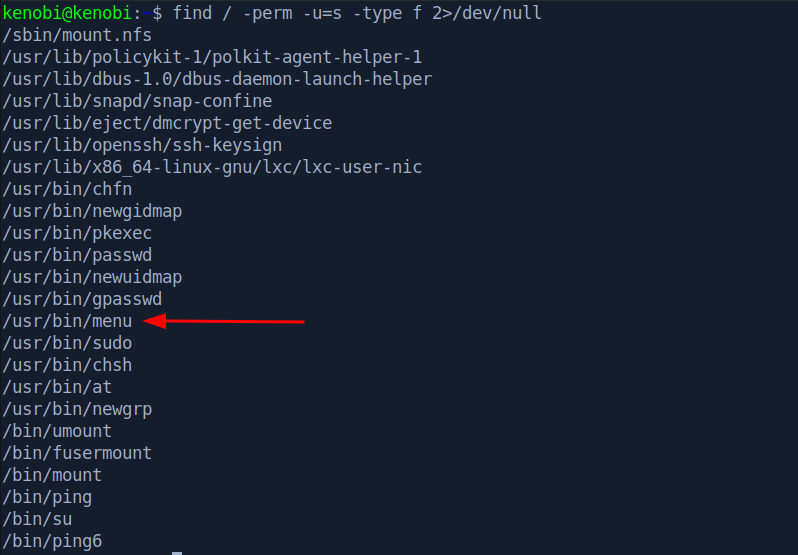 kenobi@kenobi:~$ find / -perm -u=s -type f 2>/dev/null
/sbin/mount.nfs
/usr/lib/policykit-1/polkit-agent-helper-1
/usr/lib/dbus-1.0/dbus-daemon-launch-helper
/usr/lib/snapd/snap-confine
/usr/lib/eject/dmcrypt-get-device
/usr/lib/openssh/ssh-keysign
/usr/lib/x86_64-linux-gnu/lxc/lxc-user-nic
/usr/bin/chfn
/usr/bin/newgidmap
/usr/bin/pkexec
/usr/bin/passwd
/usr/bin/newuidmap
/usr/bin/gpasswd
/usr/bin/menu
/usr/bin/sudo
/usr/bin/chsh
/usr/bin/at
/usr/bin/newgrp
/bin/umount
/bin/fusermount
/bin/mount
/bin/ping
/bin/su
/bin/ping6